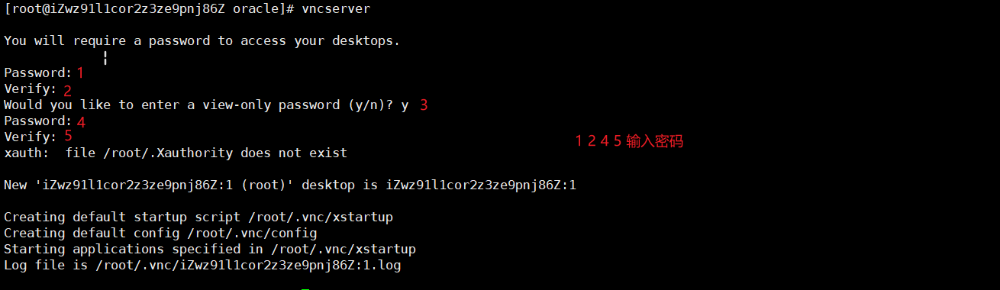 [root@iZwz91l1cor2z3ze9pnj86Z oracle]# vncserver
You will require a password to access your desktops.
Password: 1
Verify: 2
Would you like to enter a view-only password (y/n)? y 3
Password: 4
Verify: 5
1 2 4 5 输入密码
xauth:  file /root/.Xauthority does not exist
New 'iZwz91l1cor2z3ze9pnj86Z:1 (root)' desktop is iZwz91l1cor2z3ze9pnj86Z:1
Creating default startup script /root/.vnc/xstartup
Creating default config /root/.vnc/config
Starting applications specified in /root/.vnc/xstartup
Log file is /root/.vnc/iZwz91l1cor2z3ze9pnj86Z:1.log